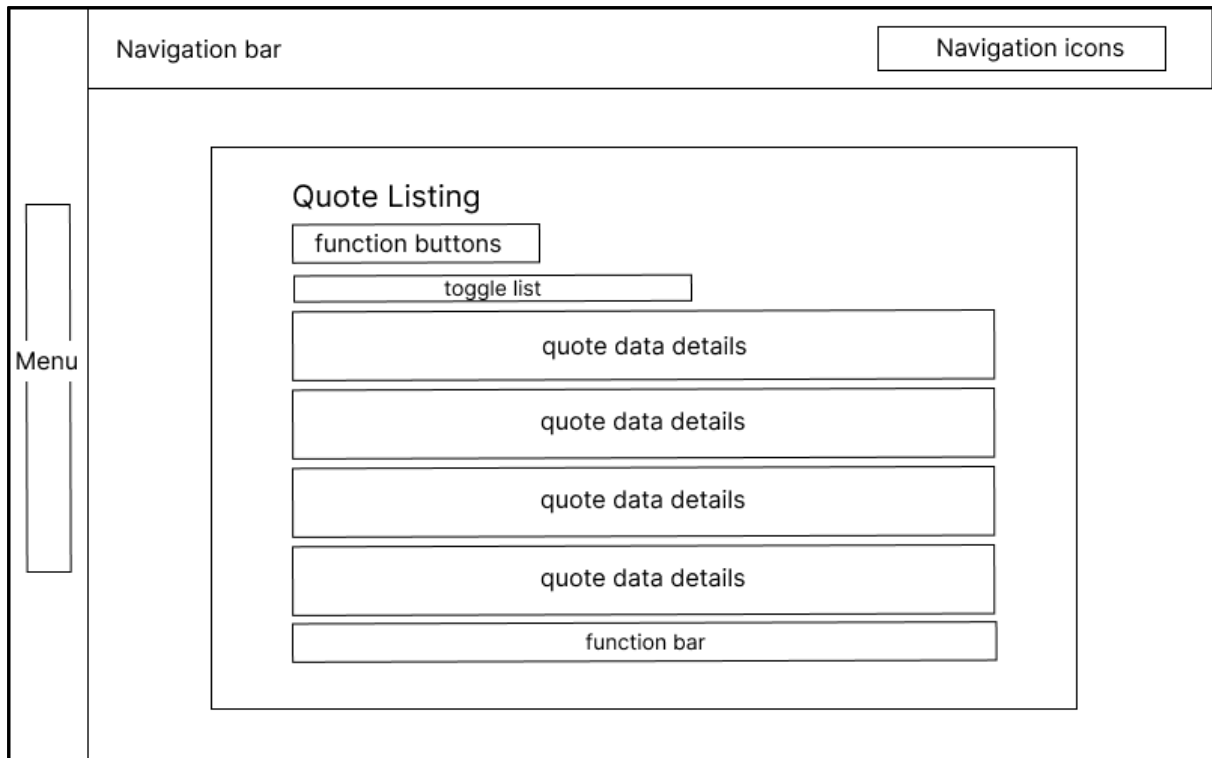 Navigation bar
Navigation icons
Quote Listing
function buttons
toggle list
quote data details
Menu
quote data details
quote data details
quote data details
function bar